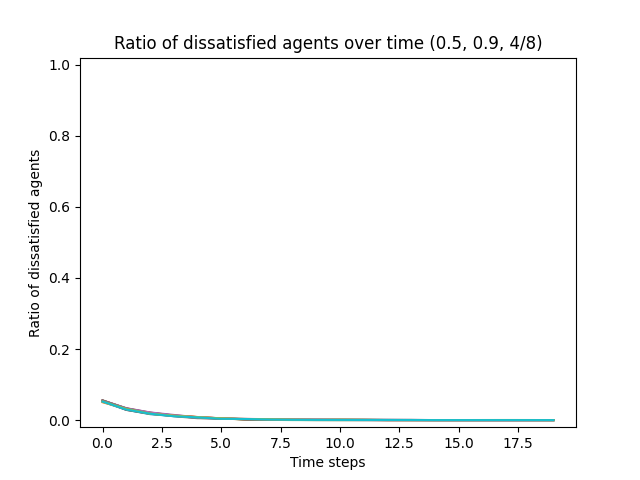 Ratio of dissatisfied agents over time (0.5, 0.9, 4/8)
1.0
0.8
0.6
0.4
0.2
0.0
Ratio of dissatisfied agents
0.0 2.5 5.0 7.5 10.0 12.5 15.0 17.5
Time steps